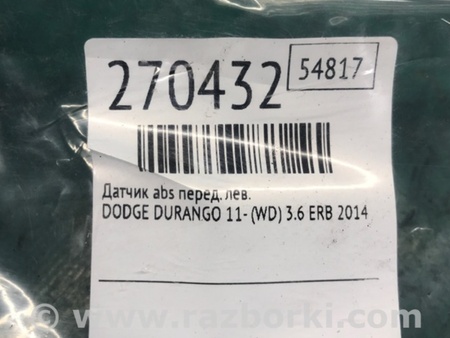 270432
54817
Датчик abs перед. лев.
DODGE DURANGO 11- (WD) 3.6 ERB 2014
www.razborki.com